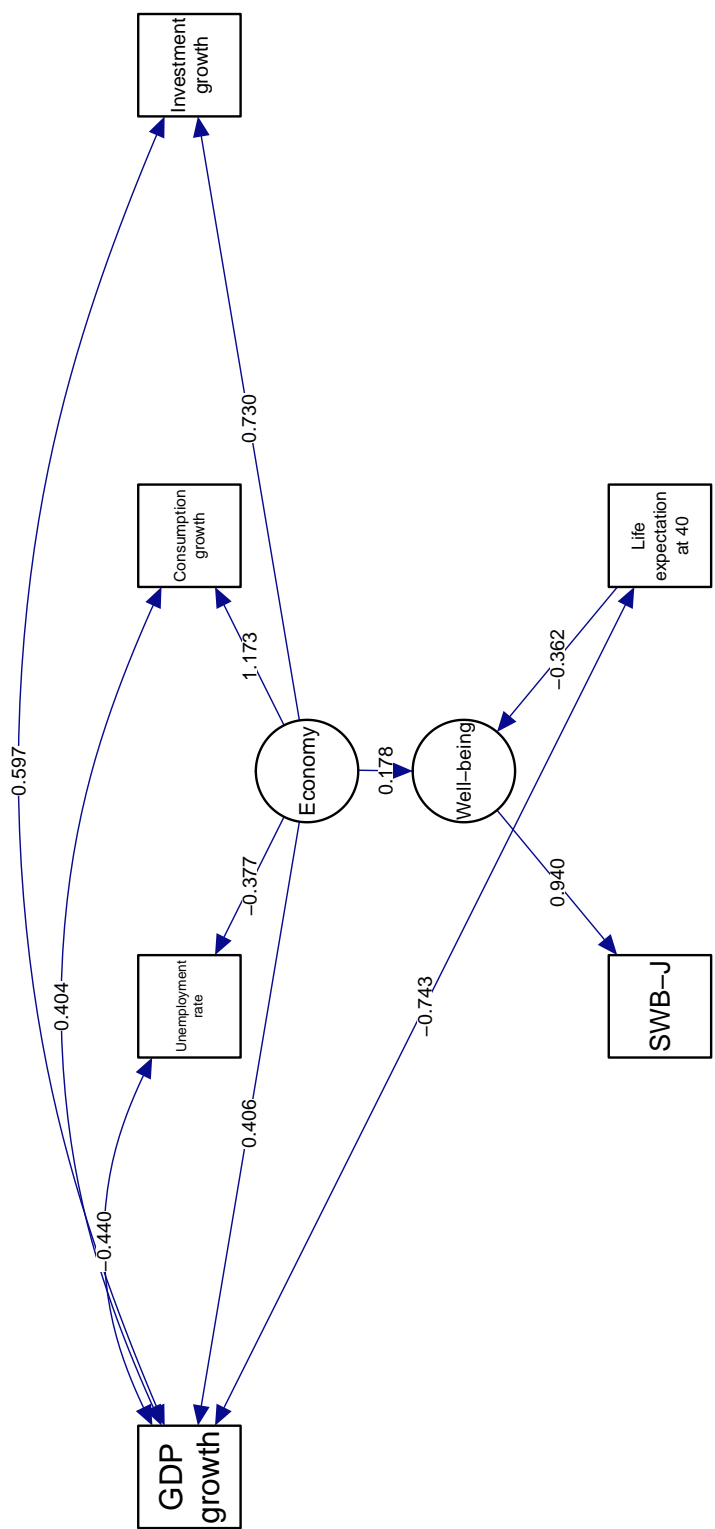 Investment
growth
0.597
0.730
Consumption
growth
0.404
1.173
Life
expectation
at 40
−0.362
Economy
0.178
Well−being
−0.377
0.940
Unemployment
rate
−0.743
SWB−J
0.406
−0.440
GDP
growth